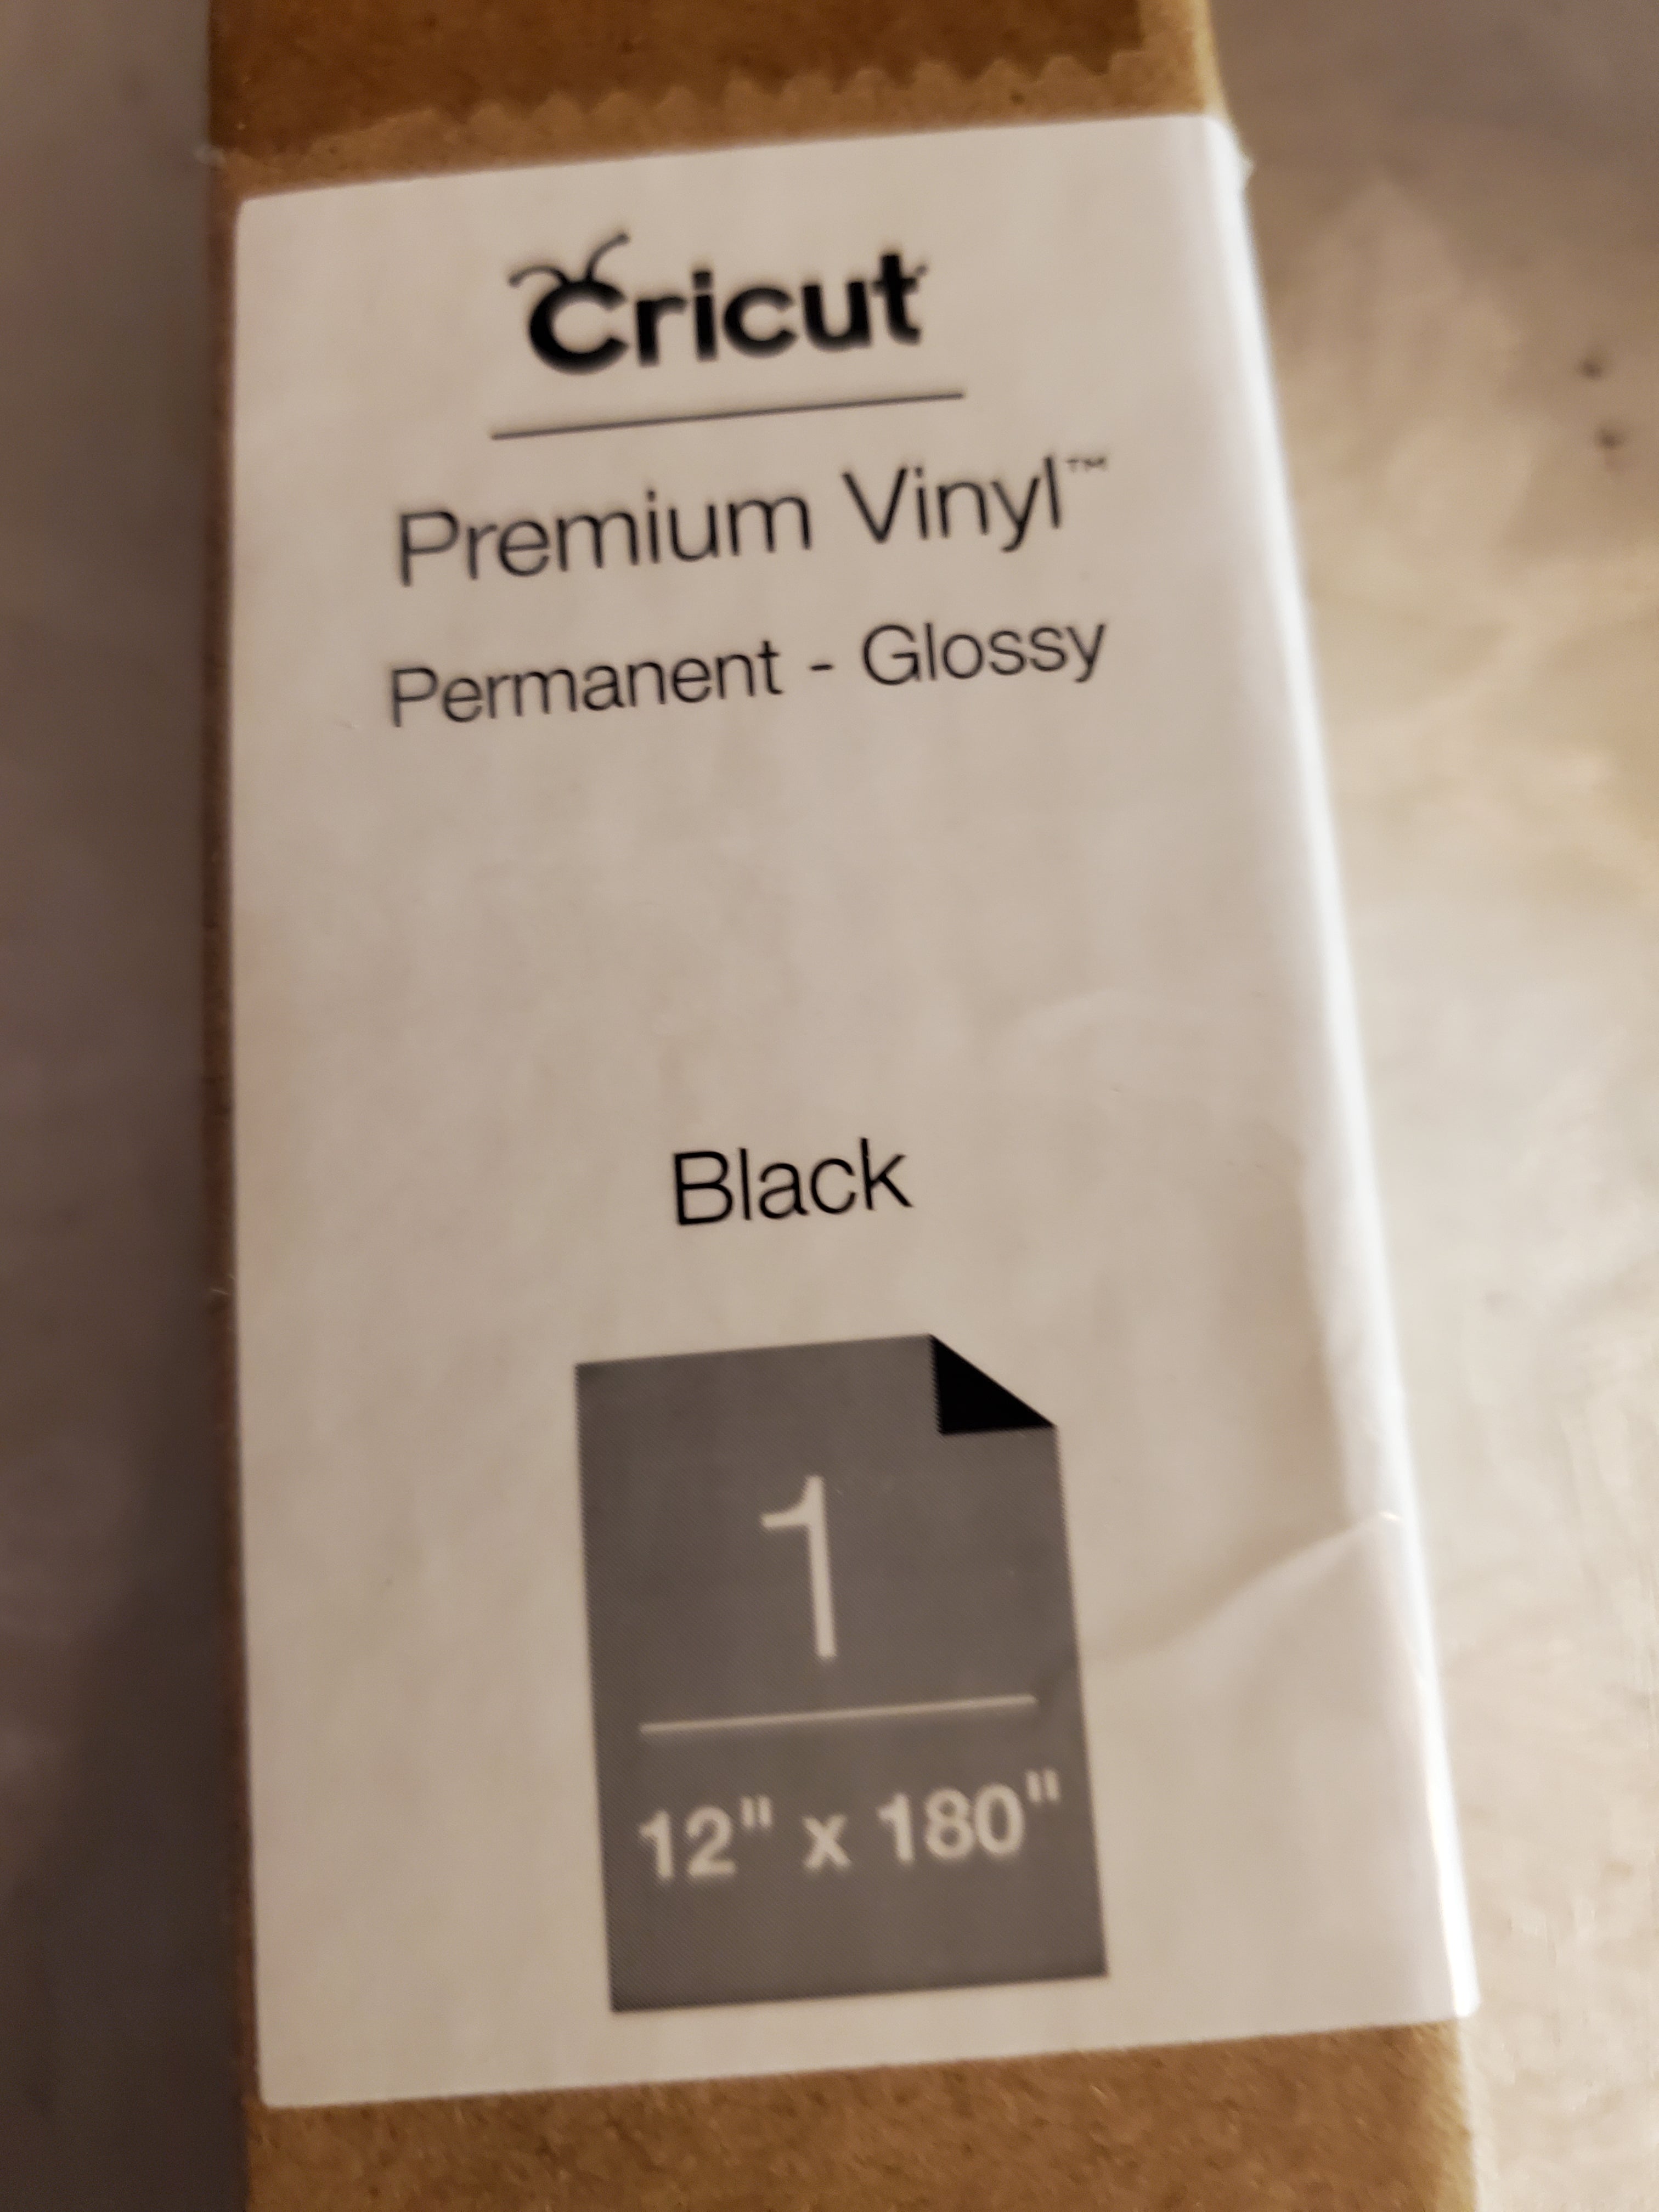 Cricut
Premium Vinyl™
Permanent - Glossy
Black
1
12" x 180"